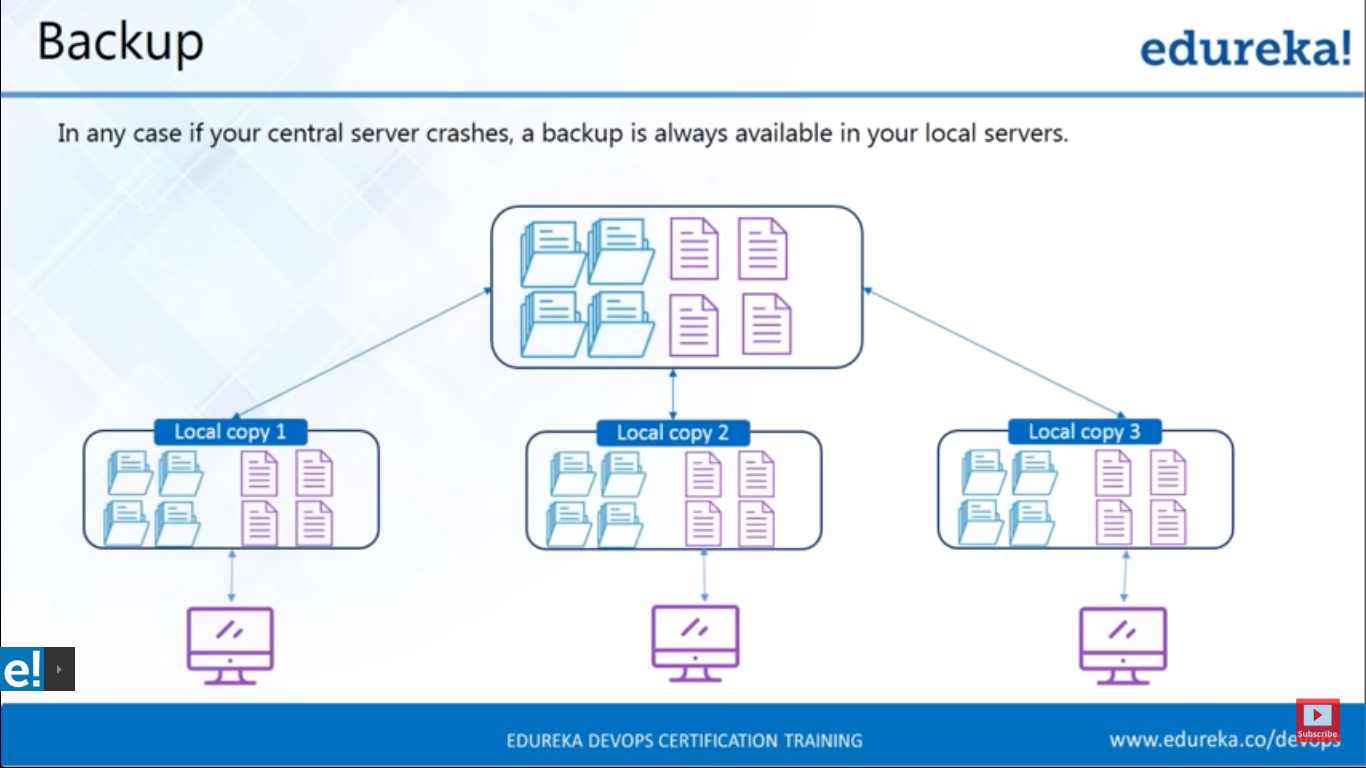 Backup
edureka!
In any case if your central server crashes, a backup is always available in your local servers.
Local copy 1
Local copy 2
Local copy 3
e!
EDUREKA DEVOPS CERTIFICATION TRAINING
www.edureka.co/devops
Subscribe